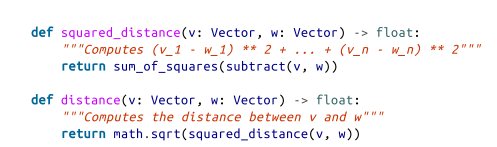 def squared_distance(v: Vector, w: Vector) -> float:
    """Computes (v_1 - w_1) ** 2 + ... + (v_n - w_n) ** 2"""
    return sum_of_squares(subtract(v, w))

def distance(v: Vector, w: Vector) -> float:
    """Computes the distance between v and w"""
    return math.sqrt(squared_distance(v, w))